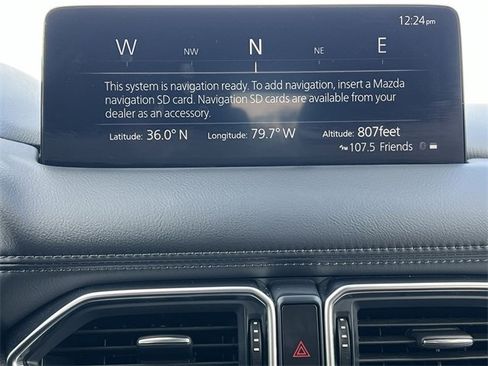 12:24pm
W NW N NE E
This system is navigation ready. To add navigation, insert a Mazda
navigation SD card. Navigation SD cards are available from your
dealer as an accessory.
Latitude: 36.0° N Longitude: 79.7° W Altitude: 807feet
107.5 Friends